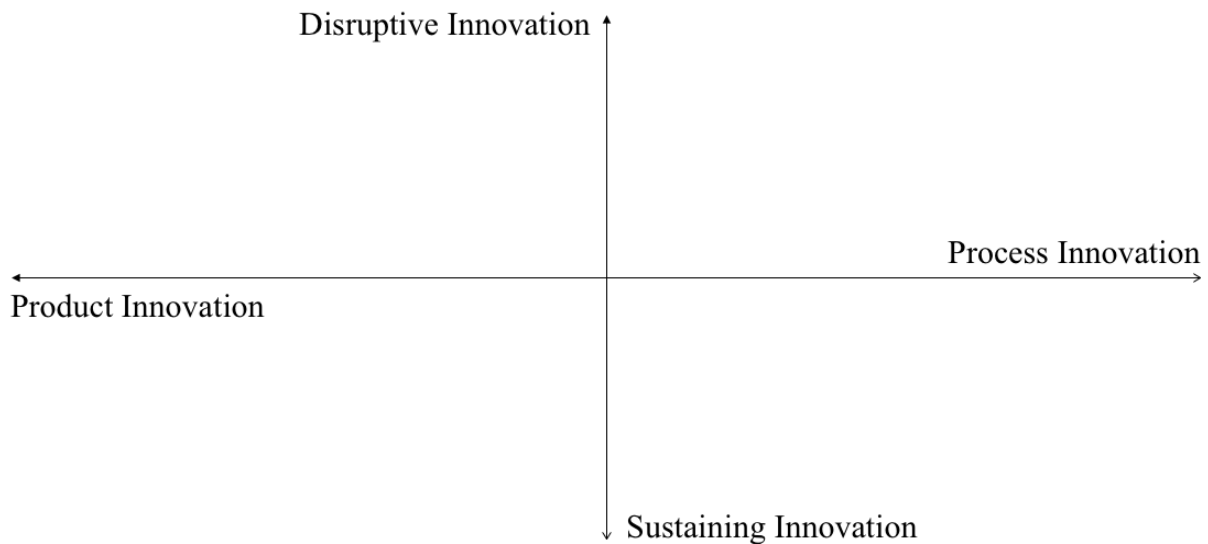 Disruptive Innovation
Process Innovation
Product Innovation
Sustaining Innovation